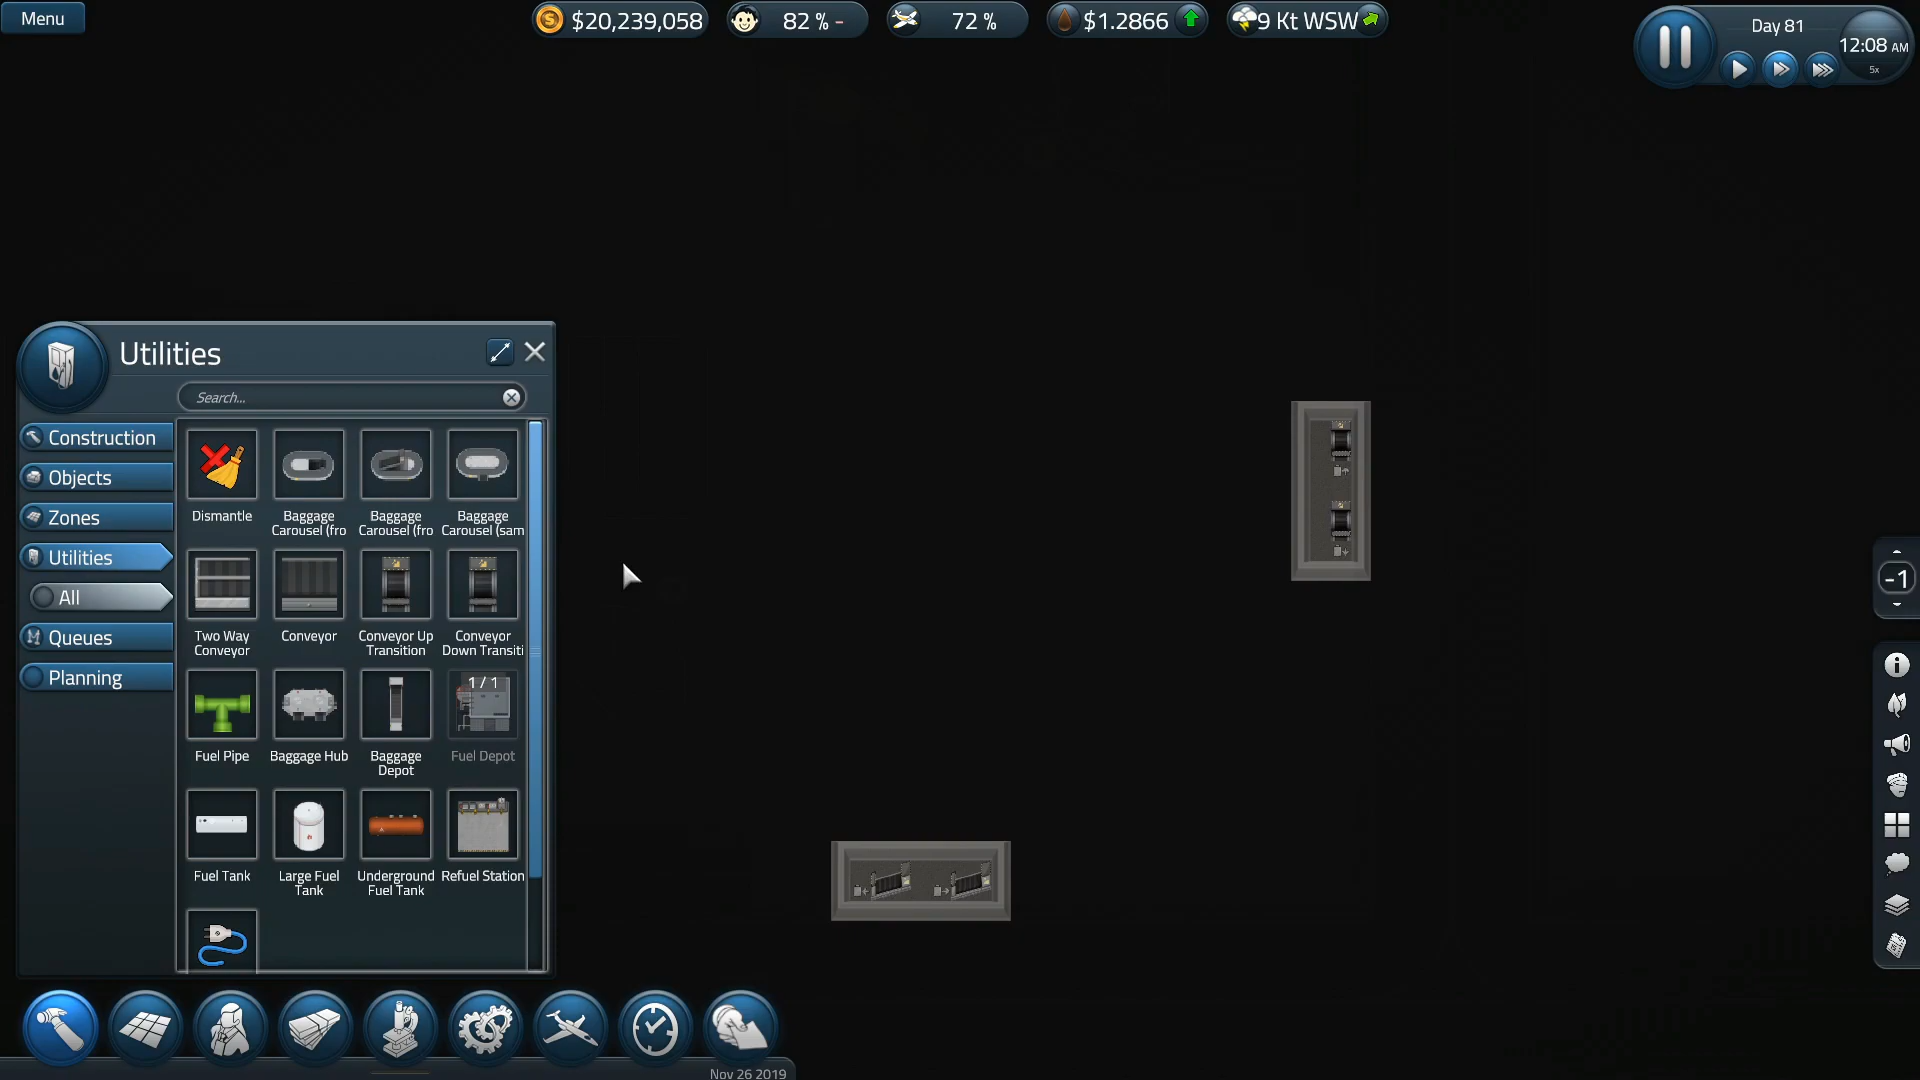 Menu
$20,239,058
82 % -
72 %
$1.2866
9 Kt WSW
Day 81
12:08 AM
5x
Utilities
Search...
Construction
Objects
Zones
Utilities
All
Queues
Planning
Dismantle
Baggage
Carousel (fro
Baggage
Carousel (fro
Baggage
Carousel (sam
Two Way
Conveyor
Conveyor
Conveyor Up
Transition
Conveyor
Down Transiti
Fuel Pipe
Baggage Hub
Baggage
Depot
1 / 1
Fuel Depot
Fuel Tank
Large Fuel
Tank
Underground
Fuel Tank
Refuel Station
-1
Nov 26 2019